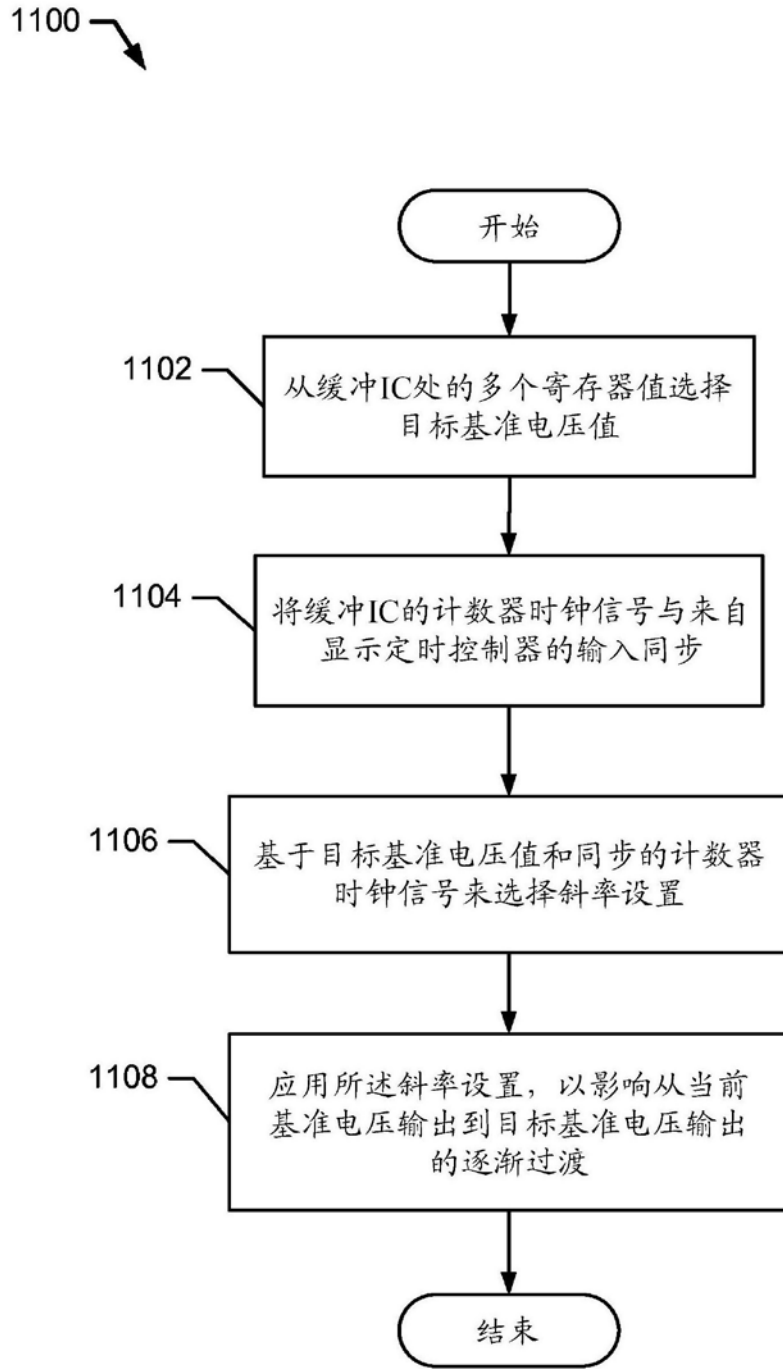 1100
开始
1102
从缓冲IC处的多个寄存器值选择
目标基准电压值
1104
将缓冲IC的计数器时钟信号与来自
显示定时控制器的输入同步
1106
基于目标基准电压值和同步的计数器
时钟信号来选择斜率设置
1108
应用所述斜率设置，以影响从当前
基准电压输出到目标基准电压输出
的逐渐过渡
结束